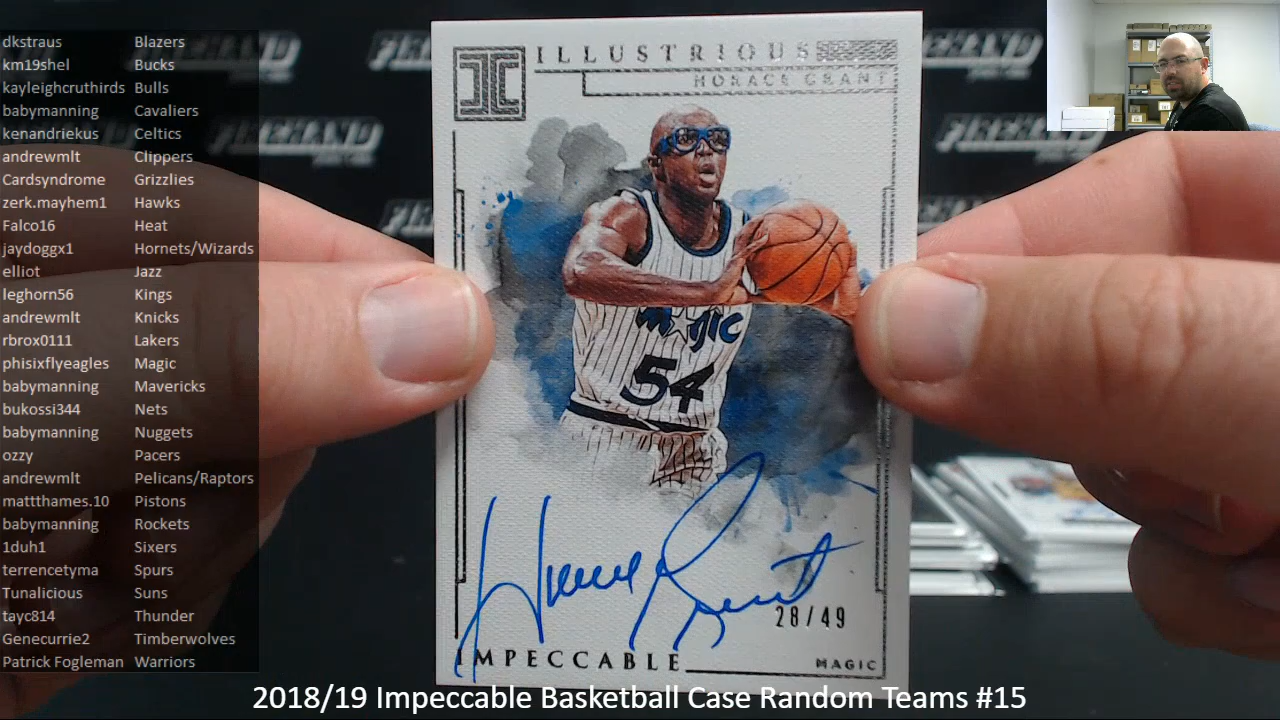 dkstraus Blazers
km19shel Bucks
kayleighcruthirds Bulls
babymanning Cavaliers
kenandriekus Celtics
andrewmlt Clippers
Cardsyndrome Grizzlies
zerk.mayhem1 Hawks
Falco16 Heat
jaydoggx1 Hornets/Wizards
elliot Jazz
leghorn56 Kings
andrewmlt Knicks
rbrox0111 Lakers
phisixflyeagles Magic
babymanning Mavericks
bukossi344 Nets
babymanning Nuggets
ozzy Pacers
andrewmlt Pelicans/Raptors
mattthames.10 Pistons
babymanning Rockets
1duh1 Sixers
terrencetyma Spurs
Tunalicious Suns
tayc814 Thunder
Genecurrie2 Timberwolves
Patrick Fogleman Warriors
ILLUSTRIOUS
HORACE GRANT
MAGIC
54
Horace Grant
28/49
IMPECCABLE
MAGIC
2018/19 Impeccable Basketball Case Random Teams #15